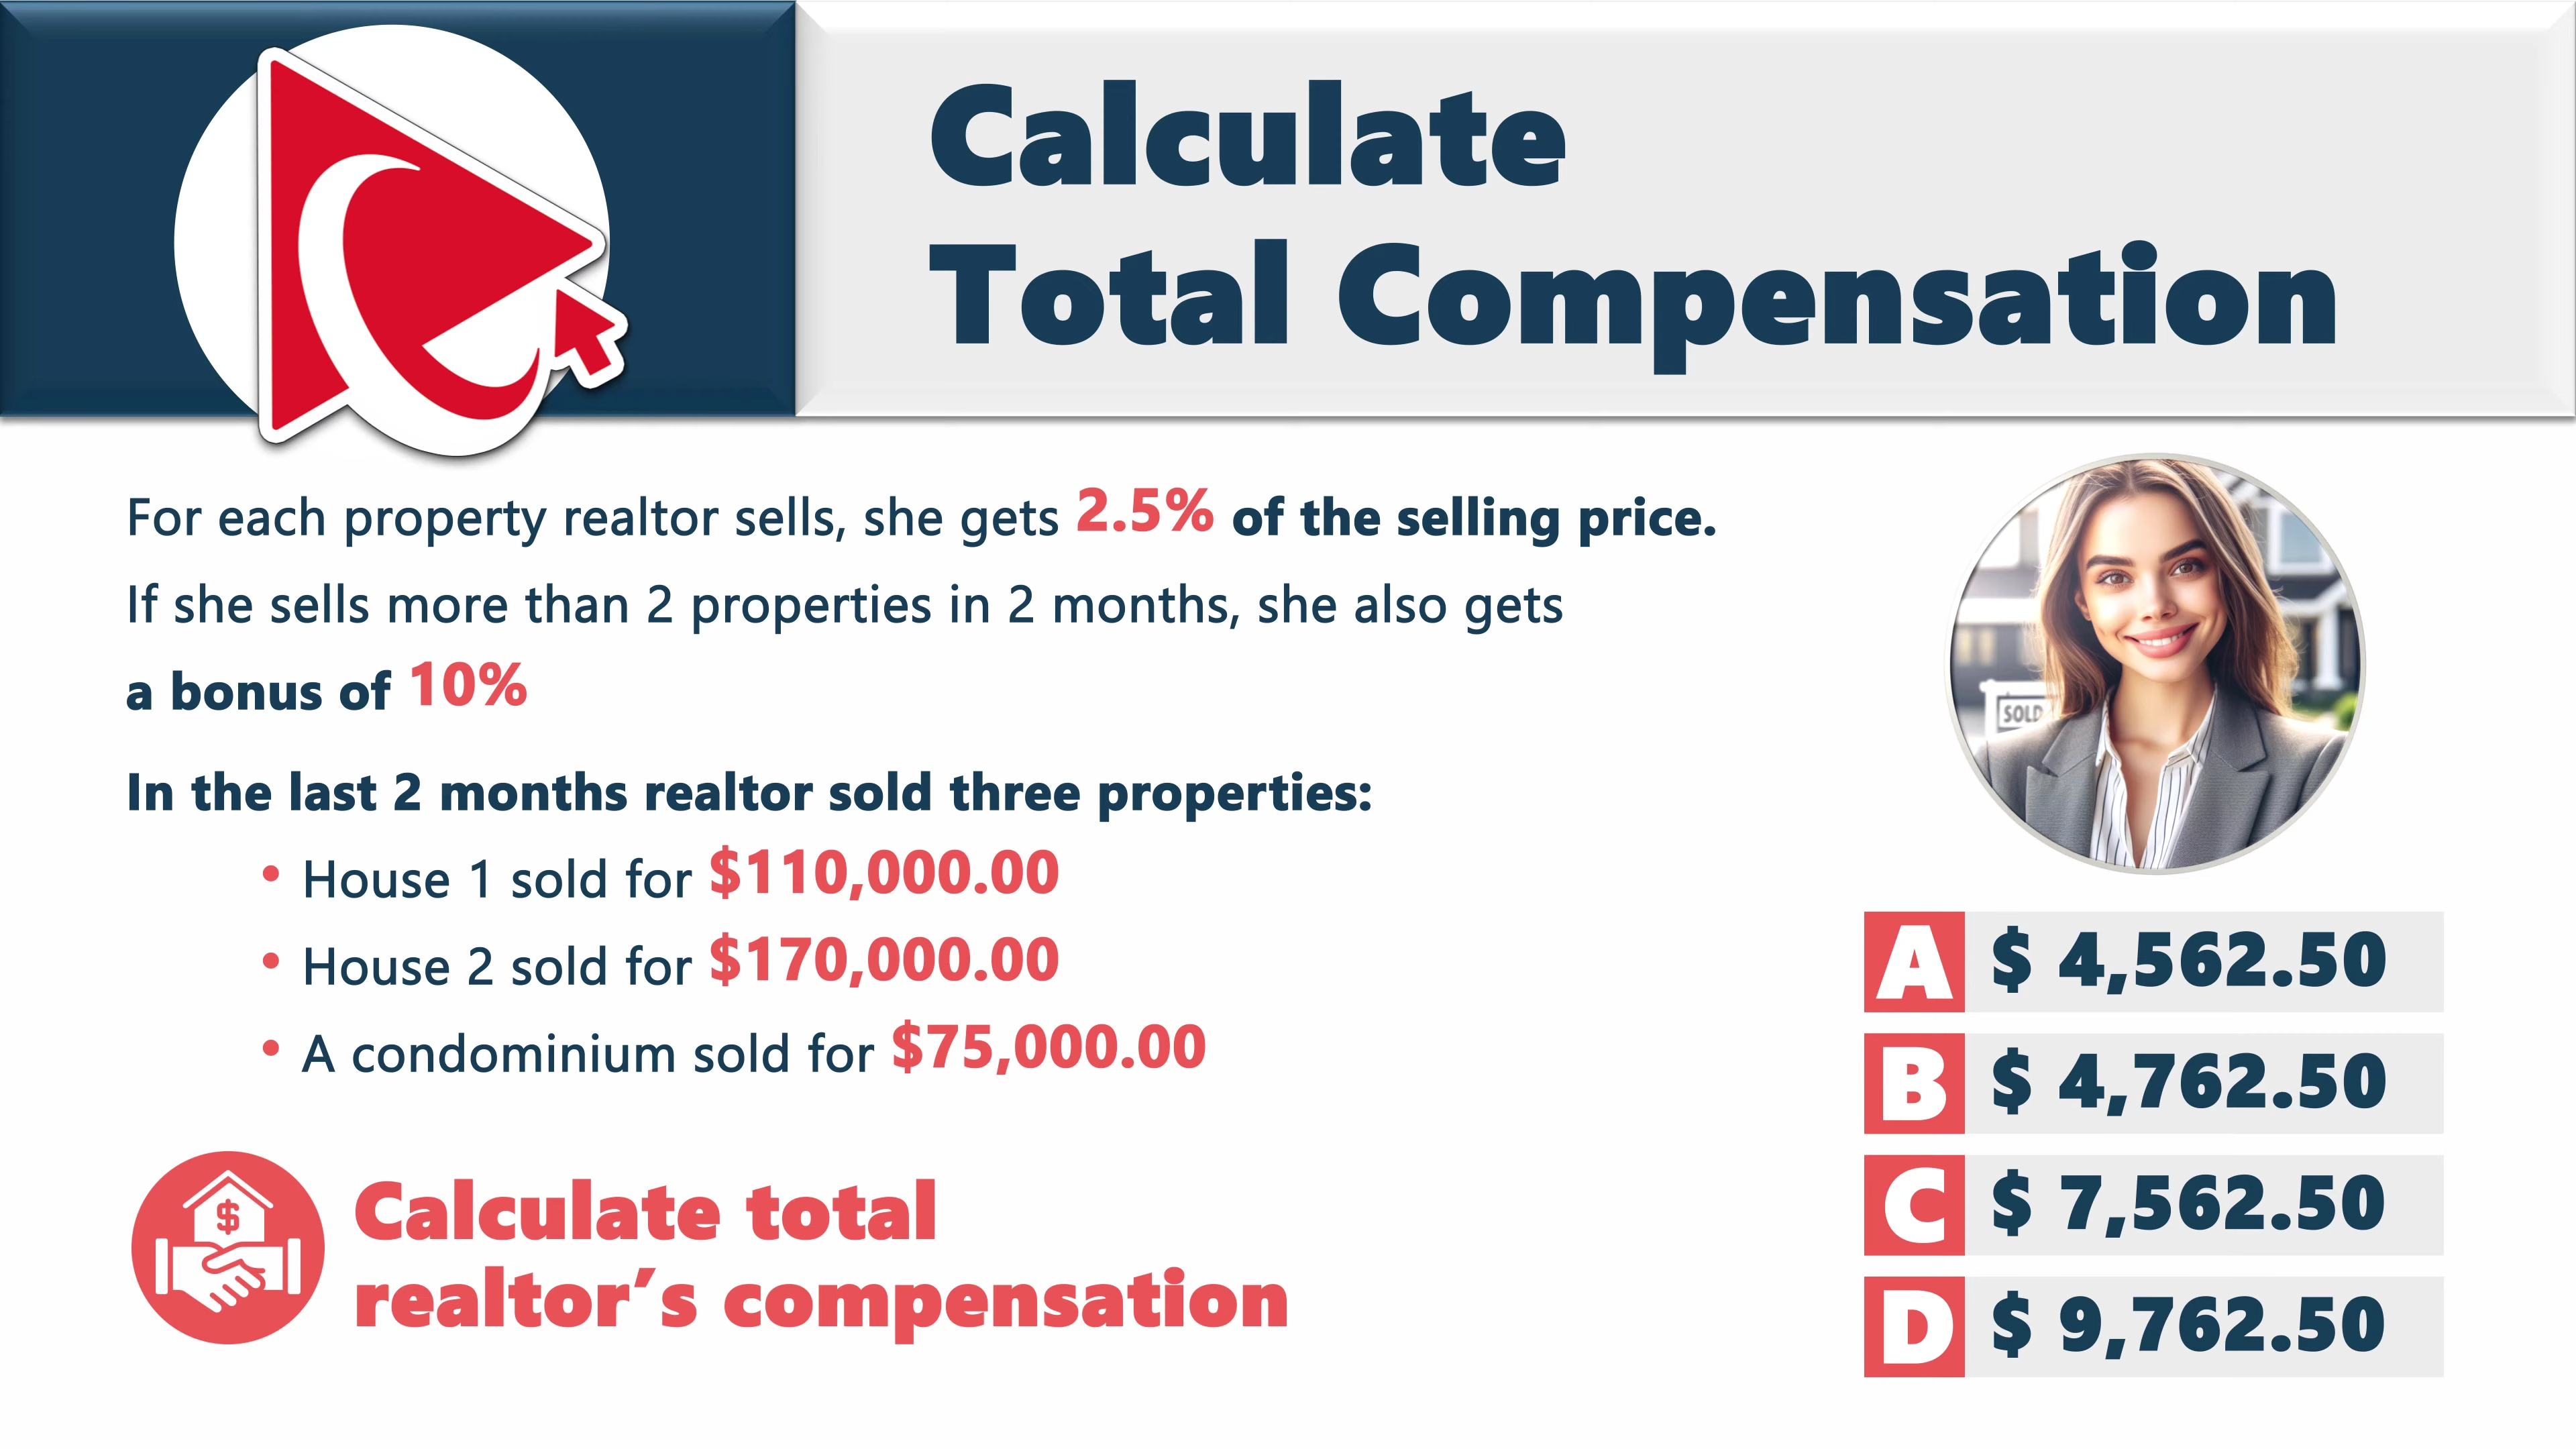 Calculate
Total Compensation
For each property realtor sells, she gets 2.5% of the selling price.
If she sells more than 2 properties in 2 months, she also gets
a bonus of 10%
In the last 2 months realtor sold three properties:
• House 1 sold for $110,000.00
• House 2 sold for $170,000.00
• A condominium sold for $75,000.00
Calculate total
realtor’s compensation
$
SOLD
A $ 4,562.50
B $ 4,762.50
C $ 7,562.50
D $ 9,762.50